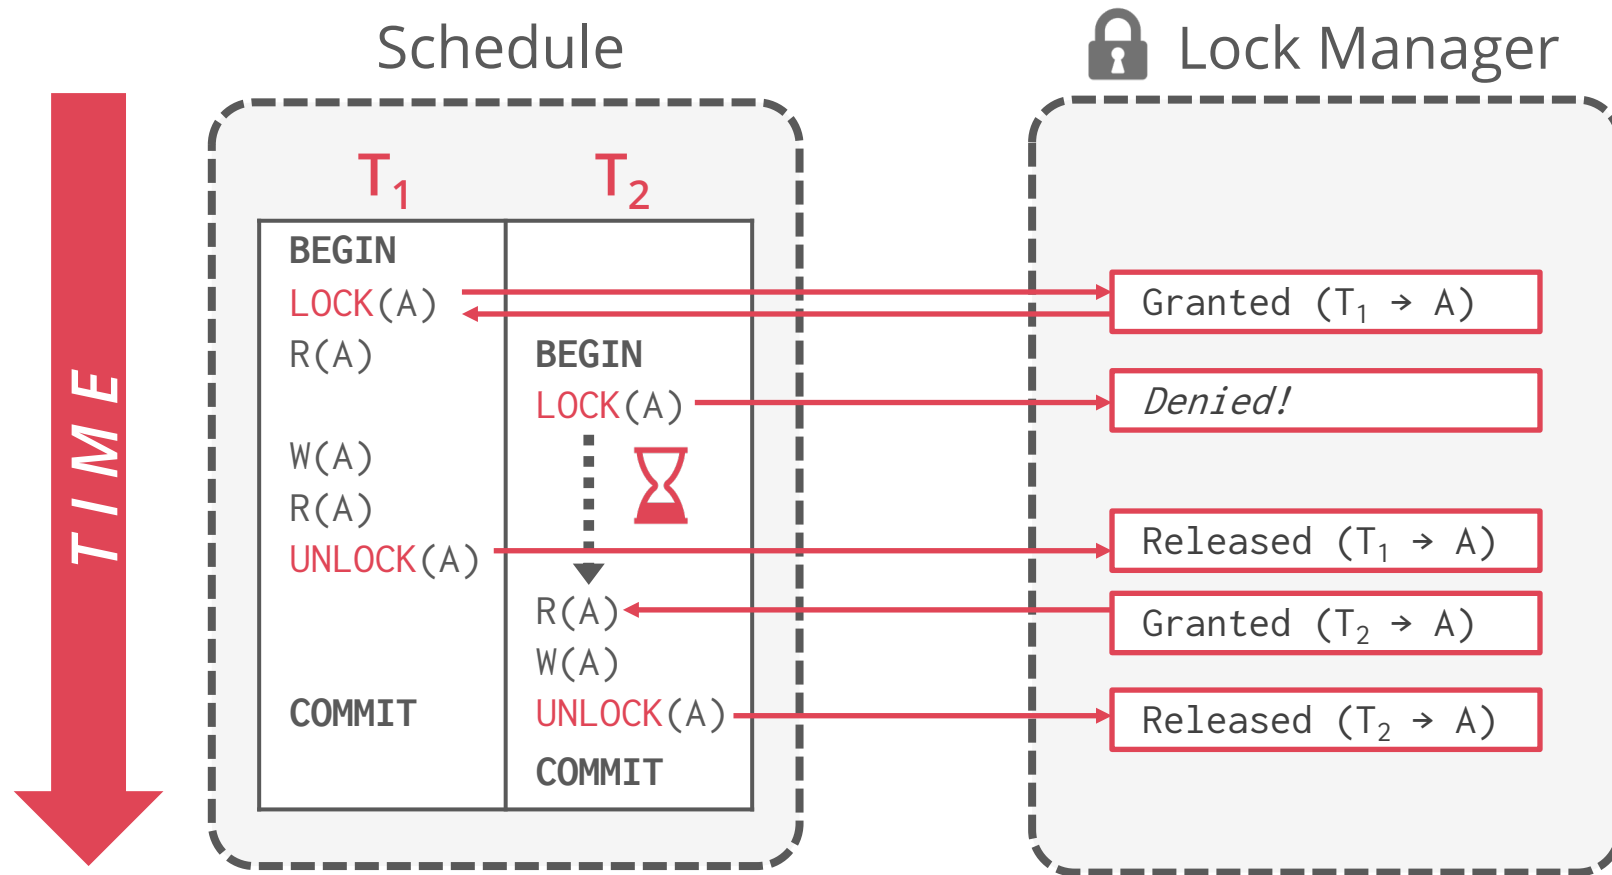 Schedule
Lock Manager
TIME
T1
T2
BEGIN
LOCK(A)
Granted (T1 → A)
R(A)
BEGIN
LOCK(A)
Denied!
W(A)
R(A)
UNLOCK(A)
Released (T1 → A)
R(A)
Granted (T2 → A)
W(A)
COMMIT
UNLOCK(A)
Released (T2 → A)
COMMIT